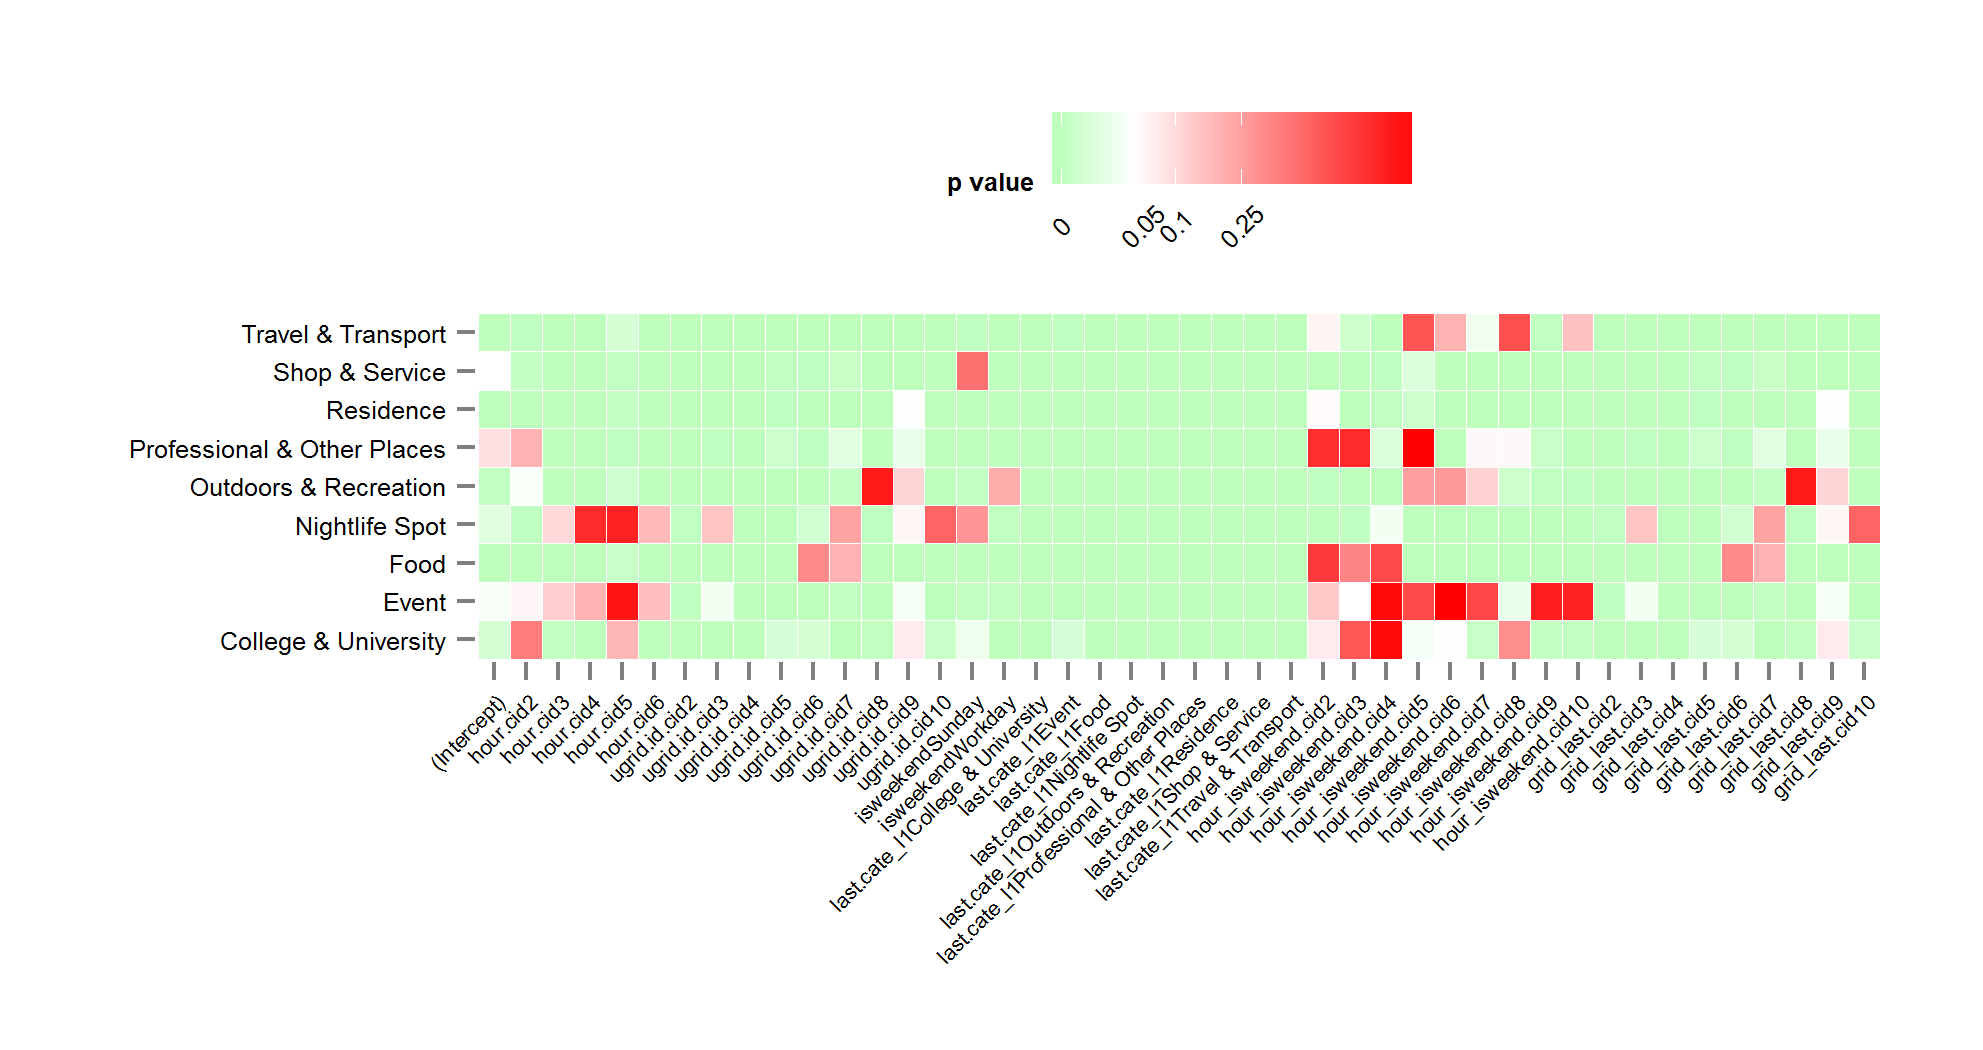 p value
0
0.05
0.1
0.25
Travel & Transport
Shop & Service
Residence
Professional & Other Places
Outdoors & Recreation
Nightlife Spot
Food
Event
College & University
(Intercept)
hour.cid2
hour.cid3
hour.cid4
hour.cid5
hour.cid6
ugrid.id.cid2
ugrid.id.cid3
ugrid.id.cid4
ugrid.id.cid5
ugrid.id.cid6
ugrid.id.cid7
ugrid.id.cid8
ugrid.id.cid9
ugrid.id.cid10
isweekendSunday
isweekendWorkday
last.cate_l1College & University
last.cate_l1Event
last.cate_l1Food
last.cate_l1Nightlife Spot
last.cate_l1Outdoors & Recreation
last.cate_l1Professional & Other Places
last.cate_l1Residence
last.cate_l1Shop & Service
last.cate_l1Travel & Transport
hour_isweekend.cid2
hour_isweekend.cid3
hour_isweekend.cid4
hour_isweekend.cid5
hour_isweekend.cid6
hour_isweekend.cid7
hour_isweekend.cid8
hour_isweekend.cid9
hour_isweekend.cid10
grid_last.cid2
grid_last.cid3
grid_last.cid4
grid_last.cid5
grid_last.cid6
grid_last.cid7
grid_last.cid8
grid_last.cid9
grid_last.cid10